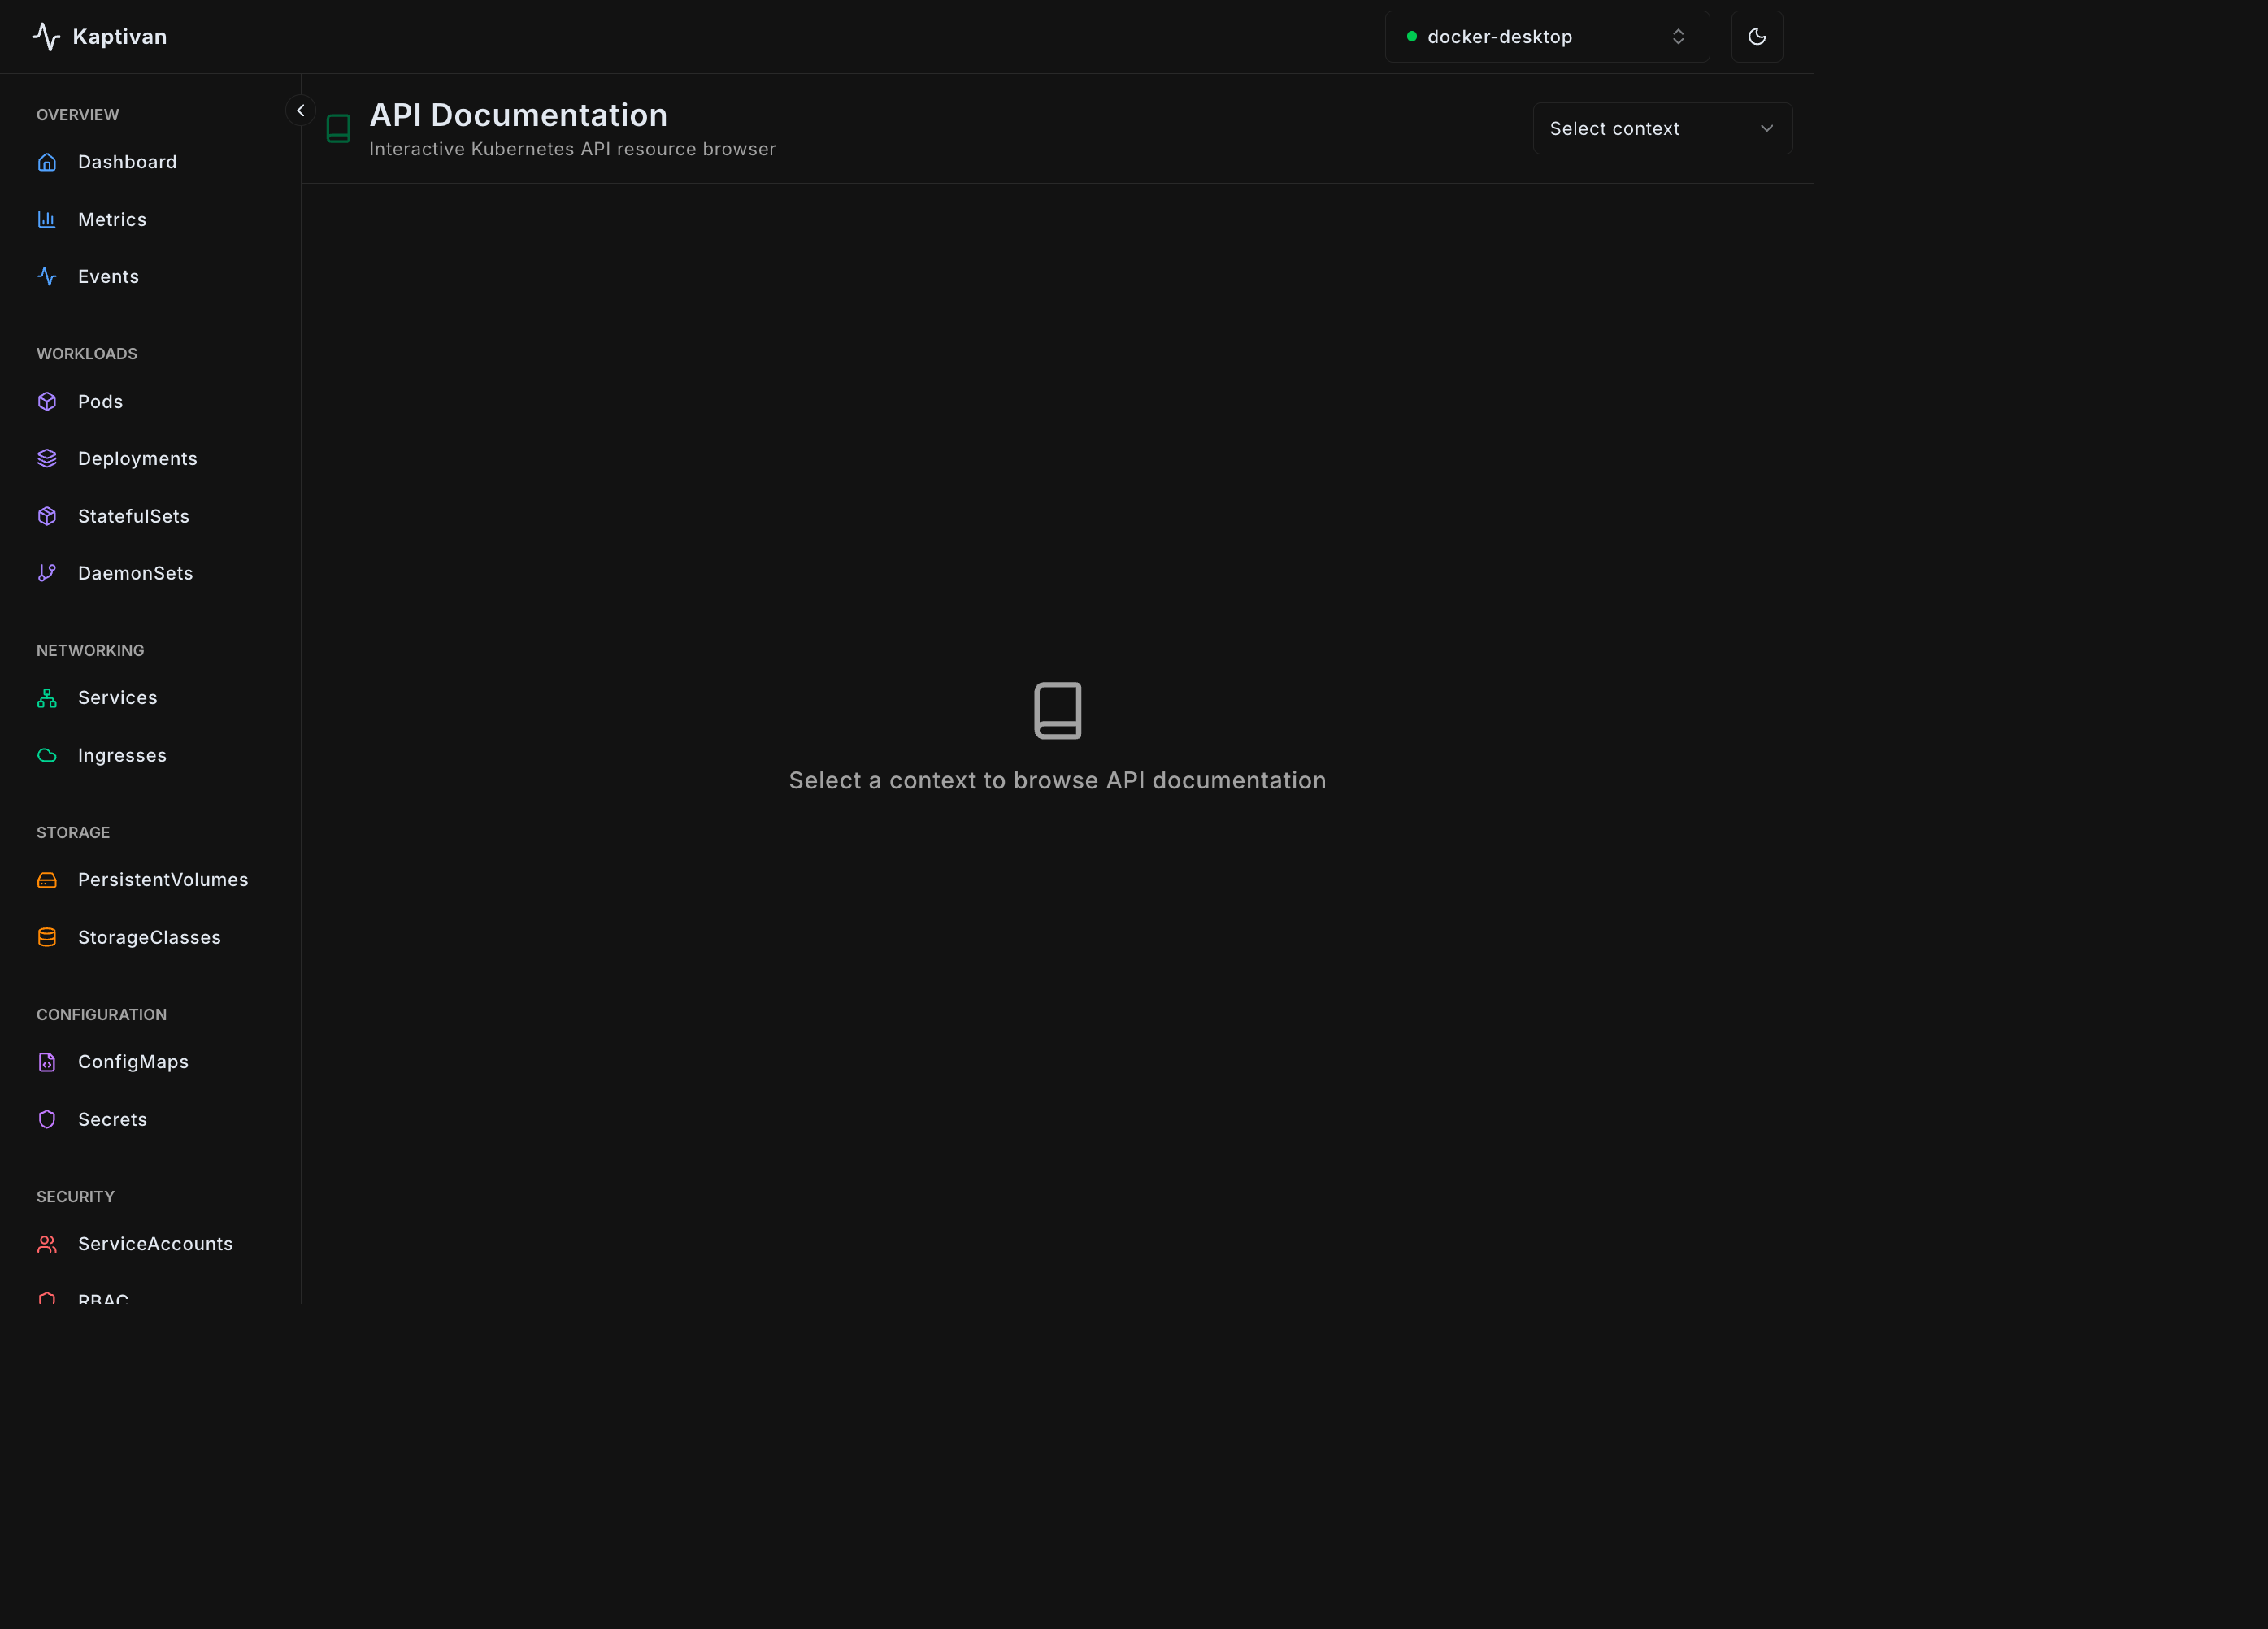 Kaptivan
docker-desktop
OVERVIEW
Dashboard
Metrics
Events
WORKLOADS
Pods
Deployments
StatefulSets
DaemonSets
NETWORKING
Services
Ingresses
STORAGE
PersistentVolumes
StorageClasses
CONFIGURATION
ConfigMaps
Secrets
SECURITY
ServiceAccounts
RBAC
API Documentation
Interactive Kubernetes API resource browser
Select context
Select a context to browse API documentation